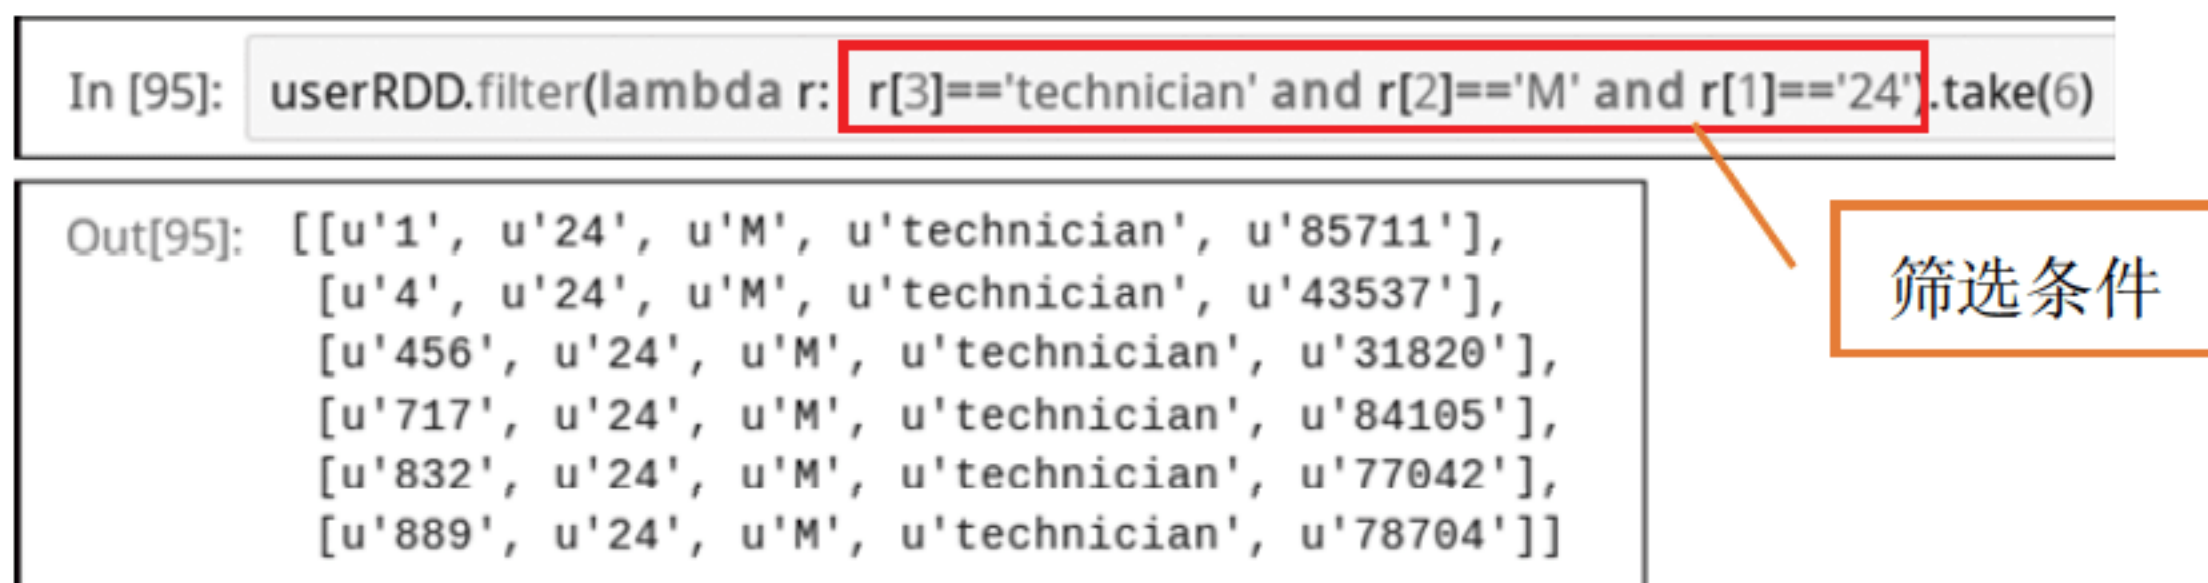 In [95]: userRDD.filter(lambda r: r[3]=='technician' and r[2]=='M' and r[1]=='24').take(6)
Out[95]: [[u'1', u'24', u'M', u'technician', u'85711'],
[u'4', u'24', u'M', u'technician', u'43537'],
[u'456', u'24', u'M', u'technician', u'31820'],
[u'717', u'24', u'M', u'technician', u'84105'],
[u'832', u'24', u'M', u'technician', u'77042'],
[u'889', u'24', u'M', u'technician', u'78704']]
筛选条件